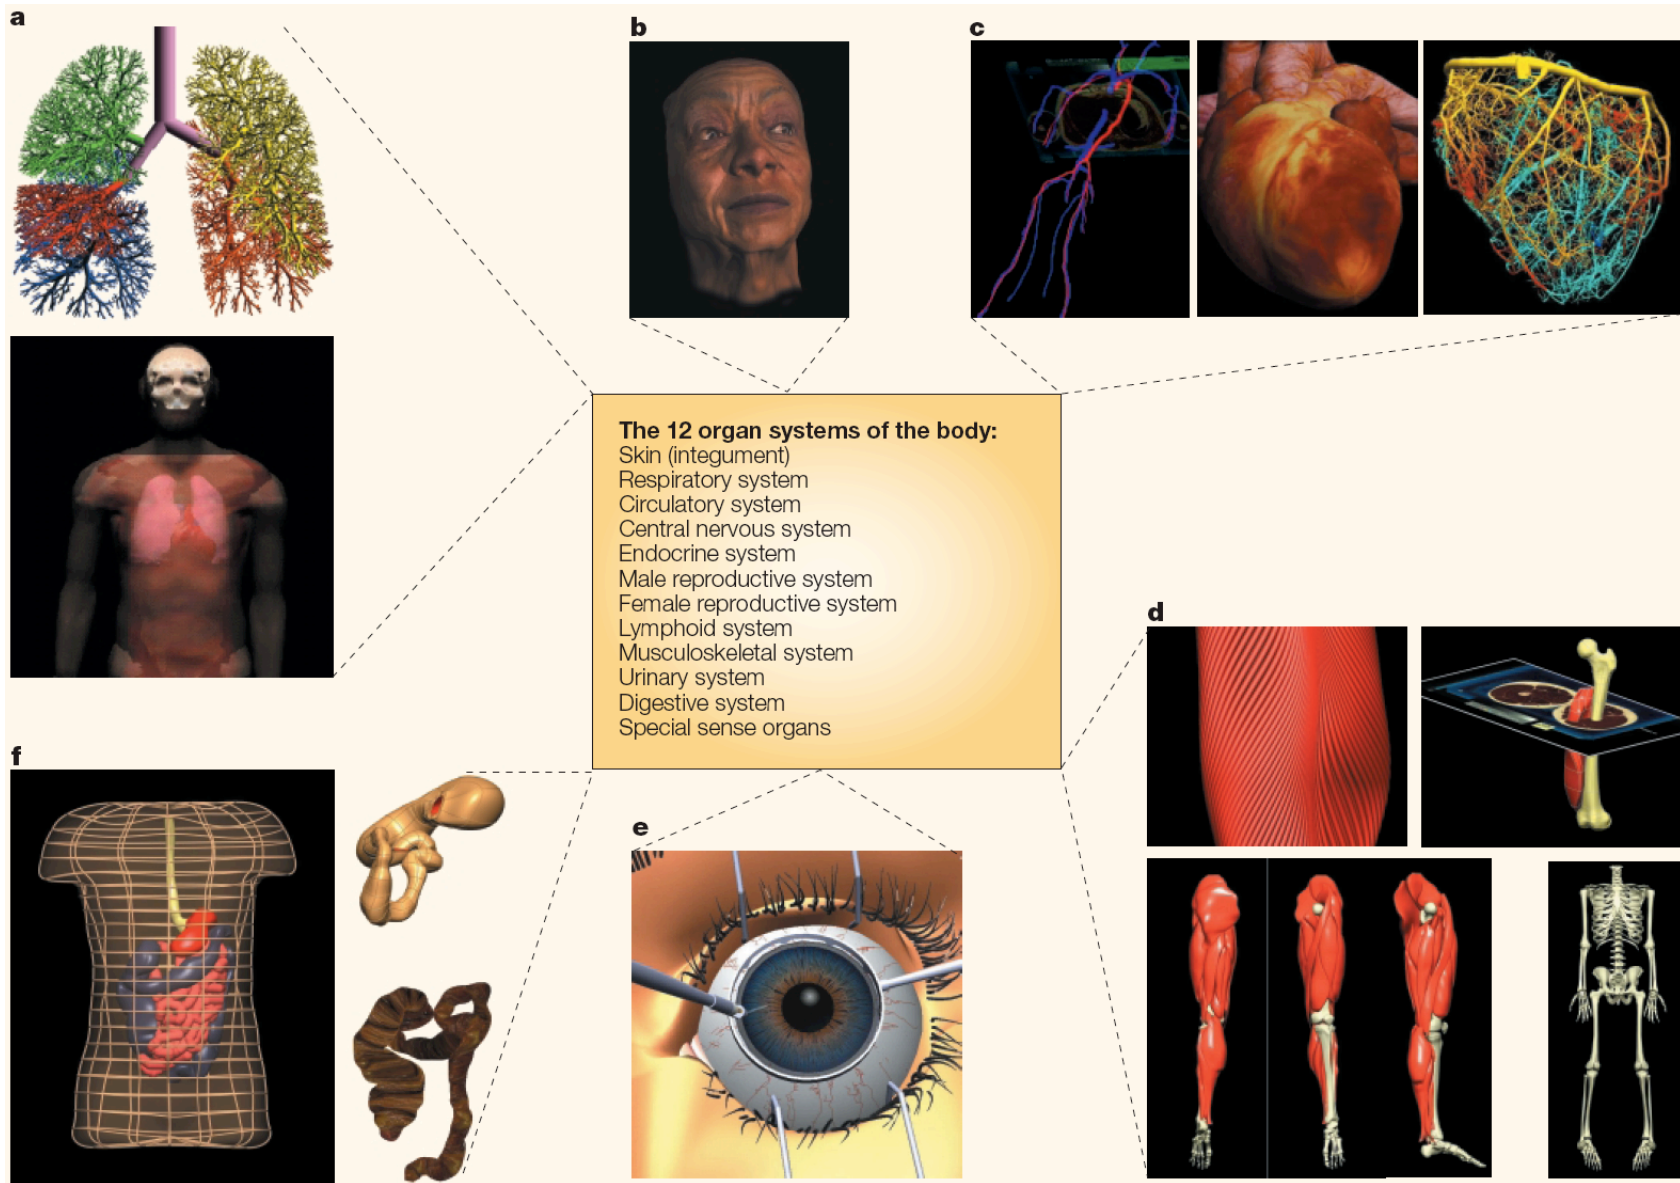 a
b
c
The 12 organ systems of the body:
Skin (integument)
Respiratory system
Circulatory system
Central nervous system
Endocrine system
Male reproductive system
Female reproductive system
Lymphoid system
Musculoskeletal system
Urinary system
Digestive system
Special sense organs
d
f
e